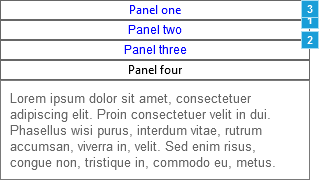 Panel one
3
1
Panel two
2
Panel three
Panel four
Lorem ipsum dolor sit amet, consectetuer
adipiscing elit. Proin consectetuer velit in dui.
Phasellus wisi purus, interdum vitae, rutrum
accumsan, viverra in, velit. Sed enim risus,
congue non, tristique in, commodo eu, metus.